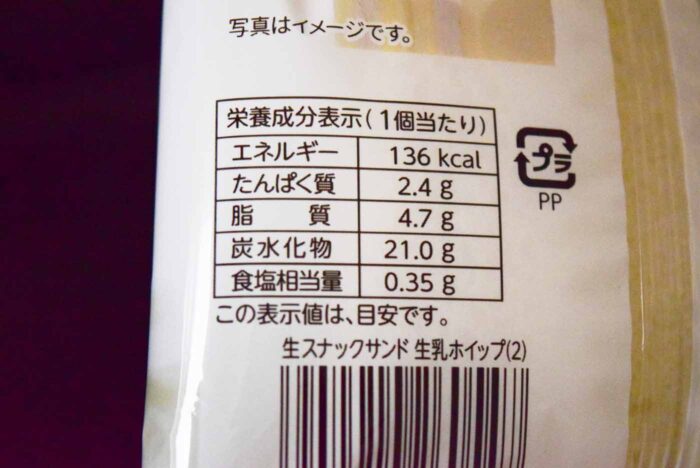 写真はイメージです。
栄養成分表示(1個当たり)
エネルギー 136 kcal
たんぱく質 2.4 g
脂 質 4.7 g
炭水化物 21.0 g
食塩相当量 0.35 g
この表示値は、目安です。
プラ
PP
生スナックサンド 生乳ホイップ(2)